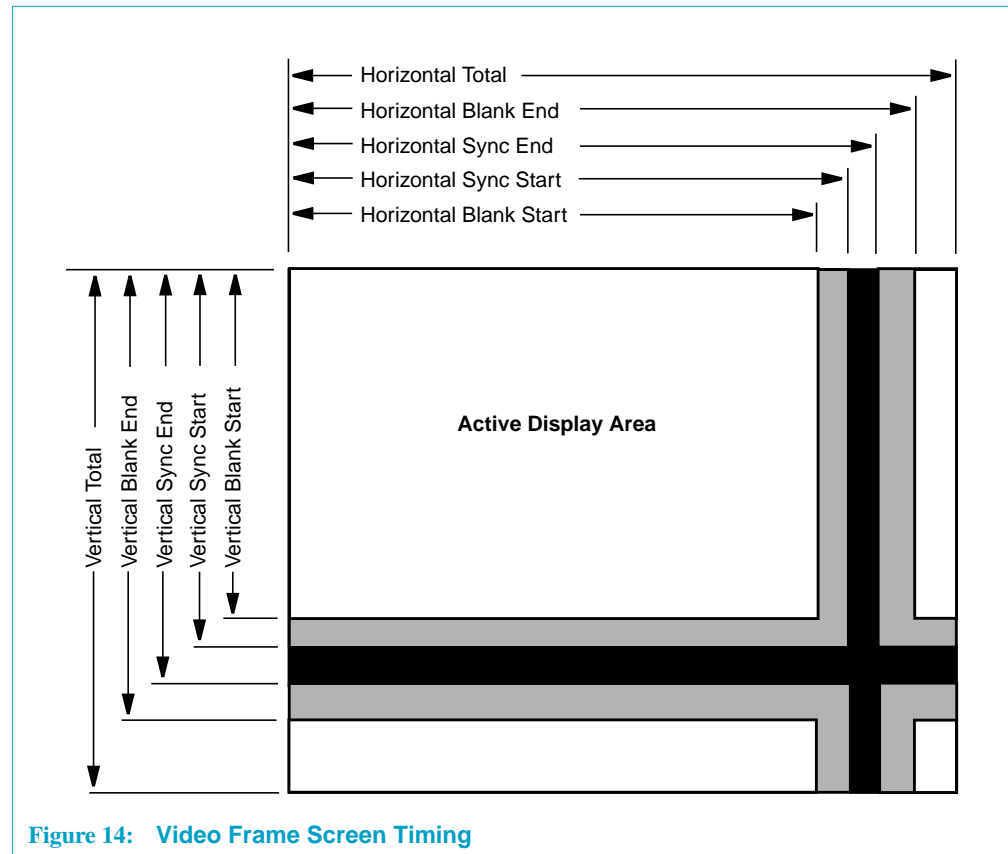 Horizontal Total
Horizontal Blank End
Horizontal Sync End
Horizontal Sync Start
Horizontal Blank Start
Vertical Total
Vertical Blank End
Vertical Sync End
Vertical Sync Start
Vertical Blank Start
Active Display Area
Figure 14: Video Frame Screen Timing